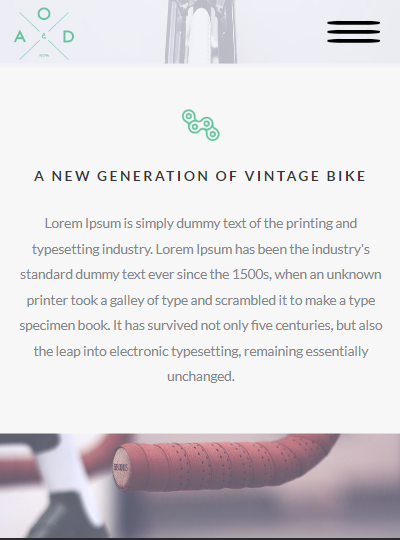 O
A & D
A NEW GENERATION OF VINTAGE BIKE
Lorem Ipsum is simply dummy text of the printing and
typesetting industry. Lorem Ipsum has been the industry's
standard dummy text ever since the 1500s, when an unknown
printer took a galley of type and scrambled it to make a type
specimen book. It has survived not only five centuries, but also
the leap into electronic typesetting, remaining essentially
unchanged.